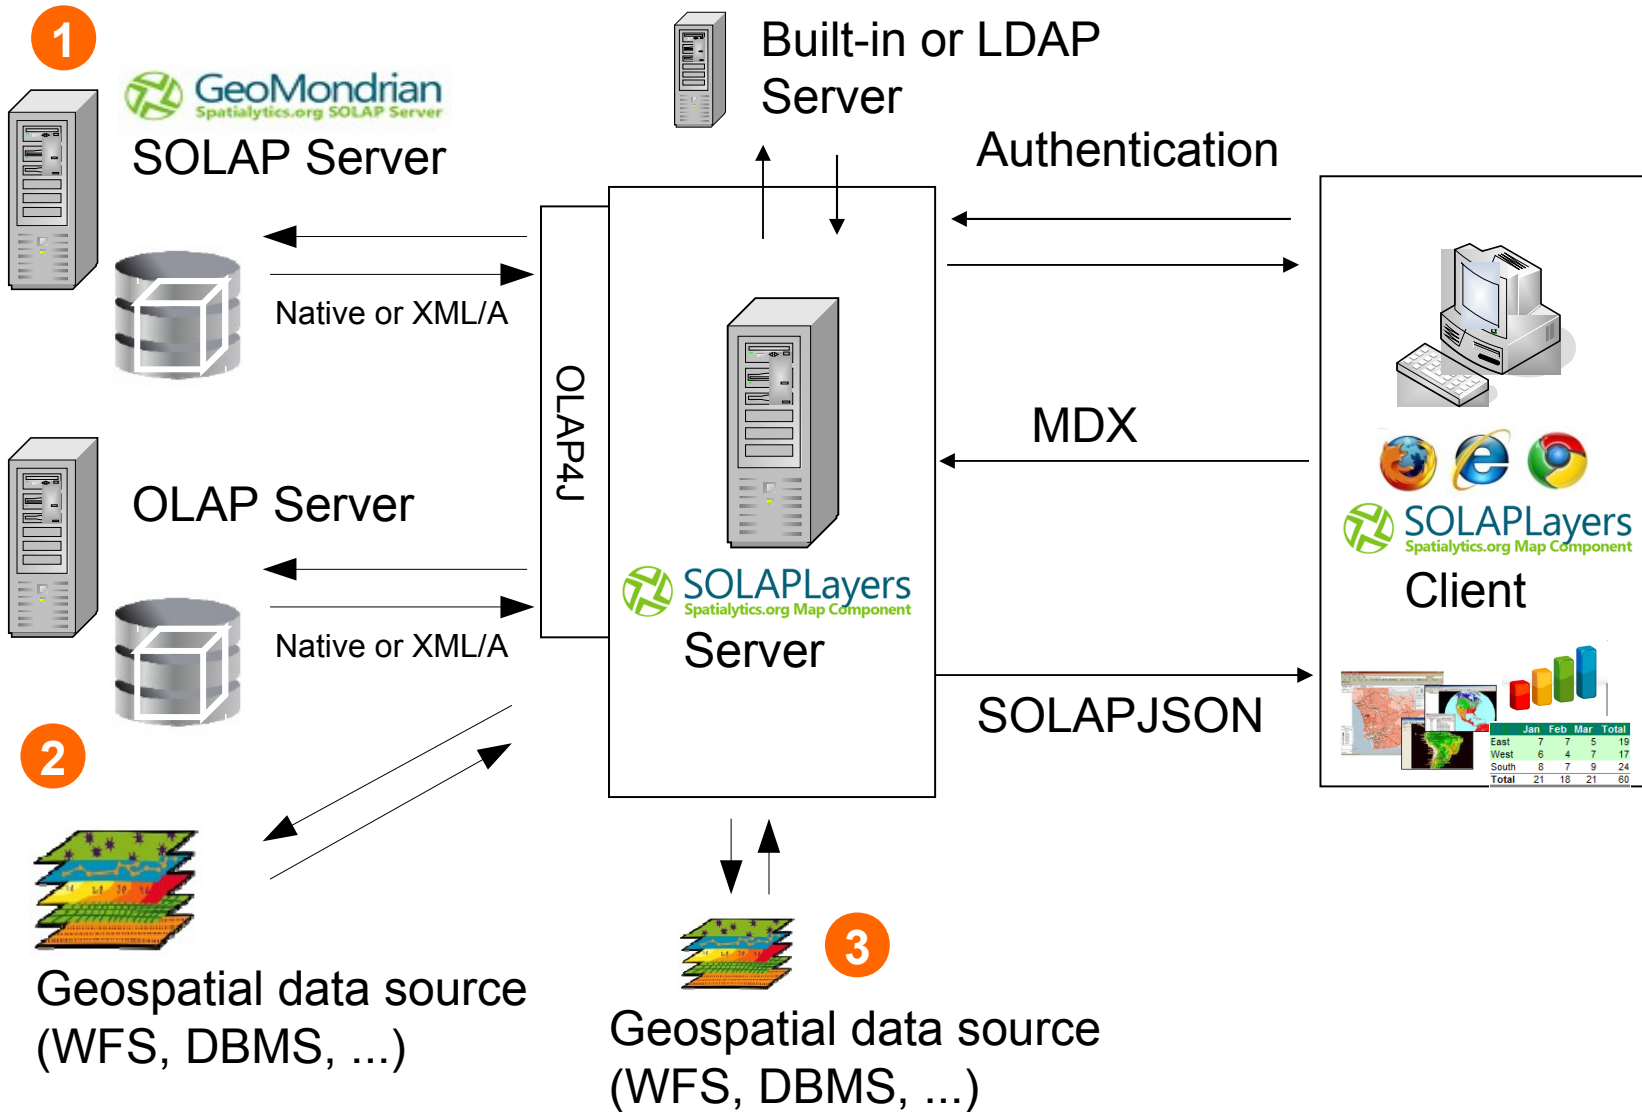 1
GeoMondrian
Spatialytics.org SOLAP Server
SOLAP Server
Native or XML/A
Built-in or LDAP
Server
Authentication
OLAP4J
OLAP Server
Native or XML/A
SOLAPLayers
Spatialytics.org Map Component
Server
MDX
SOLAPJSON
SOLAPLayers
Spatialytics.org Map Component
Client
Jan Feb Mar Total
East 7 7 5 19
West 6 4 7 17
South 8 7 9 24
Total 21 18 21 60
2
Geospatial data source
(WFS, DBMS, ...)
3
Geospatial data source
(WFS, DBMS, ...)